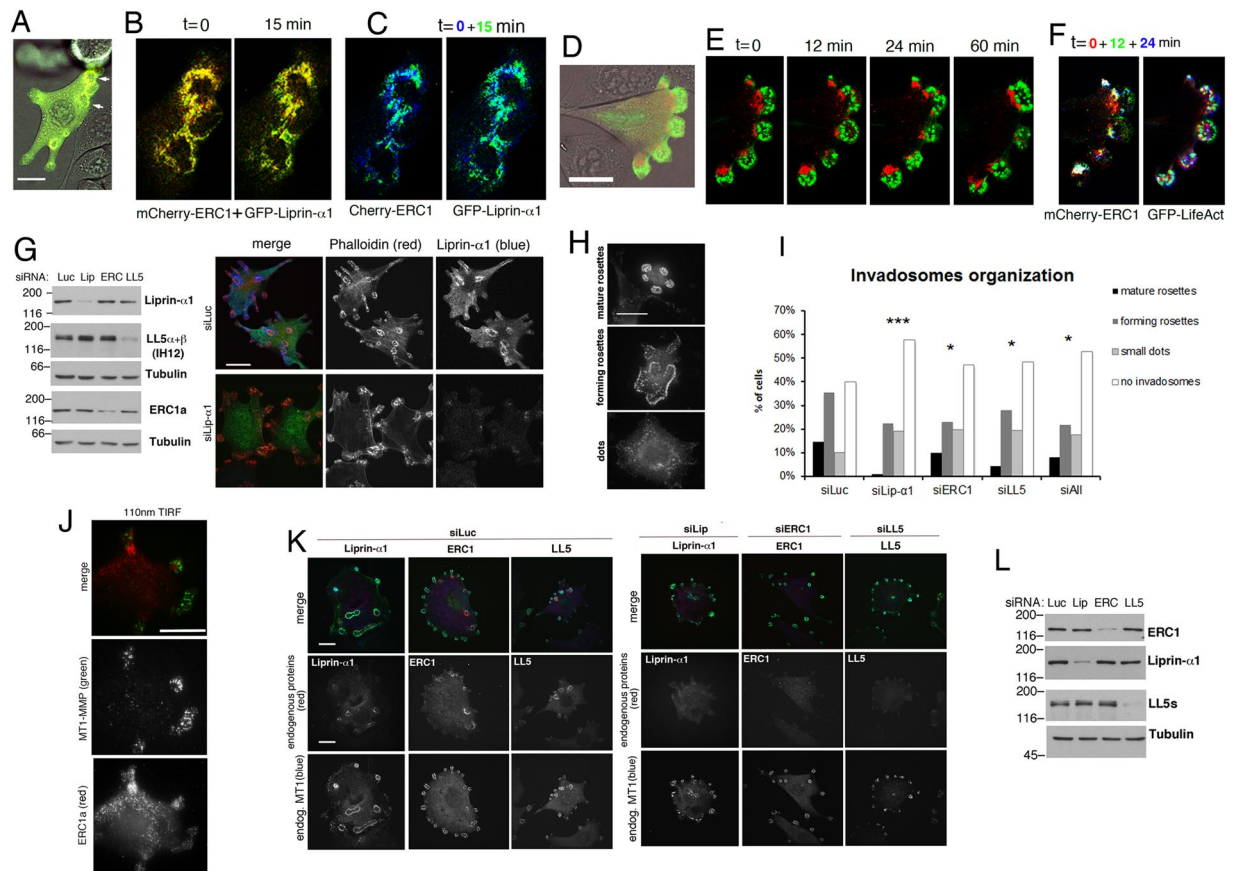 A
B
t=0
15 min
mCherry-ERC1+GFP-Liprin-α1
C
t=0+15 min
Cherry-ERC1
GFP-Liprin-α1
D
E
t=0
12 min
24 min
60 min
F
t=0+12+24 min
mCherry-ERC1
GFP-LifeAct
G
siRNA: Luc Lip ERC LL5
200
116
Liprin-α1
200
116
LL5α+β
(IH12)
66
Tubulin
200
116
ERC1a
66
Tubulin
merge
Phalloidin (red)
Liprin-α1 (blue)
siLuc
siLip-α1
H
mature rosettes
forming rosettes
dots
I
Invadosomes organization
mature rosettes
forming rosettes
small dots
no invadosomes
% of cells
80%
70%
60%
50%
40%
30%
20%
10%
0%
***
*
*
*
siLuc
siLip-α1
siERC1
siLL5
siAll
J
110nm TIRF
merge
MT1-MMP (green)
ERC1a (red)
K
siLuc
Liprin-α1
ERC1
LL5
siLip
siERC1
siLL5
Liprin-α1
ERC1
LL5
merge
merge
endogenous proteins
(red)
Liprin-α1
ERC1
LL5
endogenous proteins
(red)
Liprin-α1
ERC1
LL5
endog. MT1(blue)
endog. MT1(blue)
L
siRNA: Luc Lip ERC LL5
200
116
ERC1
200
116
Liprin-α1
200
116
LL5s
Tubulin
45